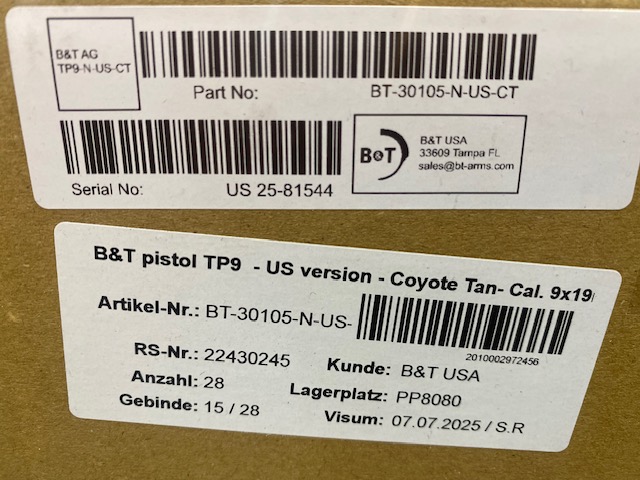 B&T AG
TP9-N-US-CT
Part No: BT-30105-N-US-CT
Serial No: US 25-81544
B&T
B&T USA
33609 Tampa FL
sales@bt-arms.com
B&T pistol TP9 - US version - Coyote Tan- Cal. 9x19
Artikel-Nr.: BT-30105-N-US-
2010002972456
RS-Nr.: 22430245 Kunde: B&T USA
Anzahl: 28 Lagerplatz: PP8080
Gebinde: 15 / 28 Visum: 07.07.2025 / S.R